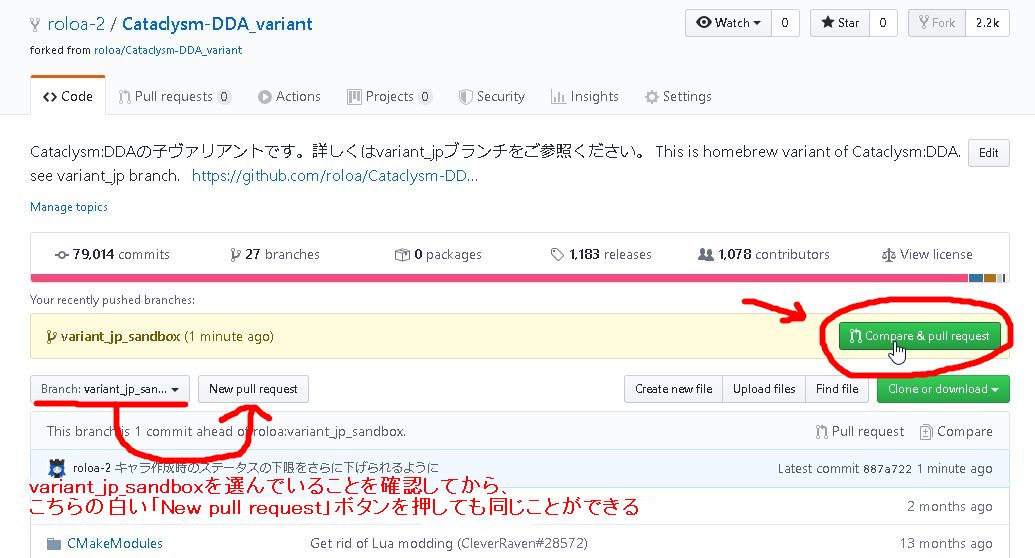 roloa-2 / Cataclysm-DDA_variant
Watch 0 Star 0 Fork 2.2k
forked from roloa/Cataclysm-DDA_variant
Code Pull requests 0 Actions Projects 0 Security Insights Settings
Cataclysm:DDAの子ヴァリアントです。詳しくはvariant_jpブランチをご参照ください。 This is homebrew variant of Cataclysm:DDA. Edit
see variant_jp branch. https://github.com/roloa/Cataclysm-DD...
Manage topics
79,014 commits 27 branches 0 packages 1,183 releases 1,078 contributors View license
Your recently pushed branches:
variant_jp_sandbox (1 minute ago) Compare & pull request
Branch: variant_jp_san... New pull request Create new file Upload files Find file Clone or download
This branch is 1 commit ahead of roloa:variant_jp_sandbox. Pull request Compare
roloa-2 キャラ作成時のステータスの下限をさらに下げられるように Latest commit 887a722 1 minute ago
variant_jp_sandboxを選んでいることを確認してから、
こちらの白い「New pull request」ボタンを押しても同じことができる 2 months ago
CMakeModules Get rid of Lua modding (CleverRaven#28572) 13 months ago